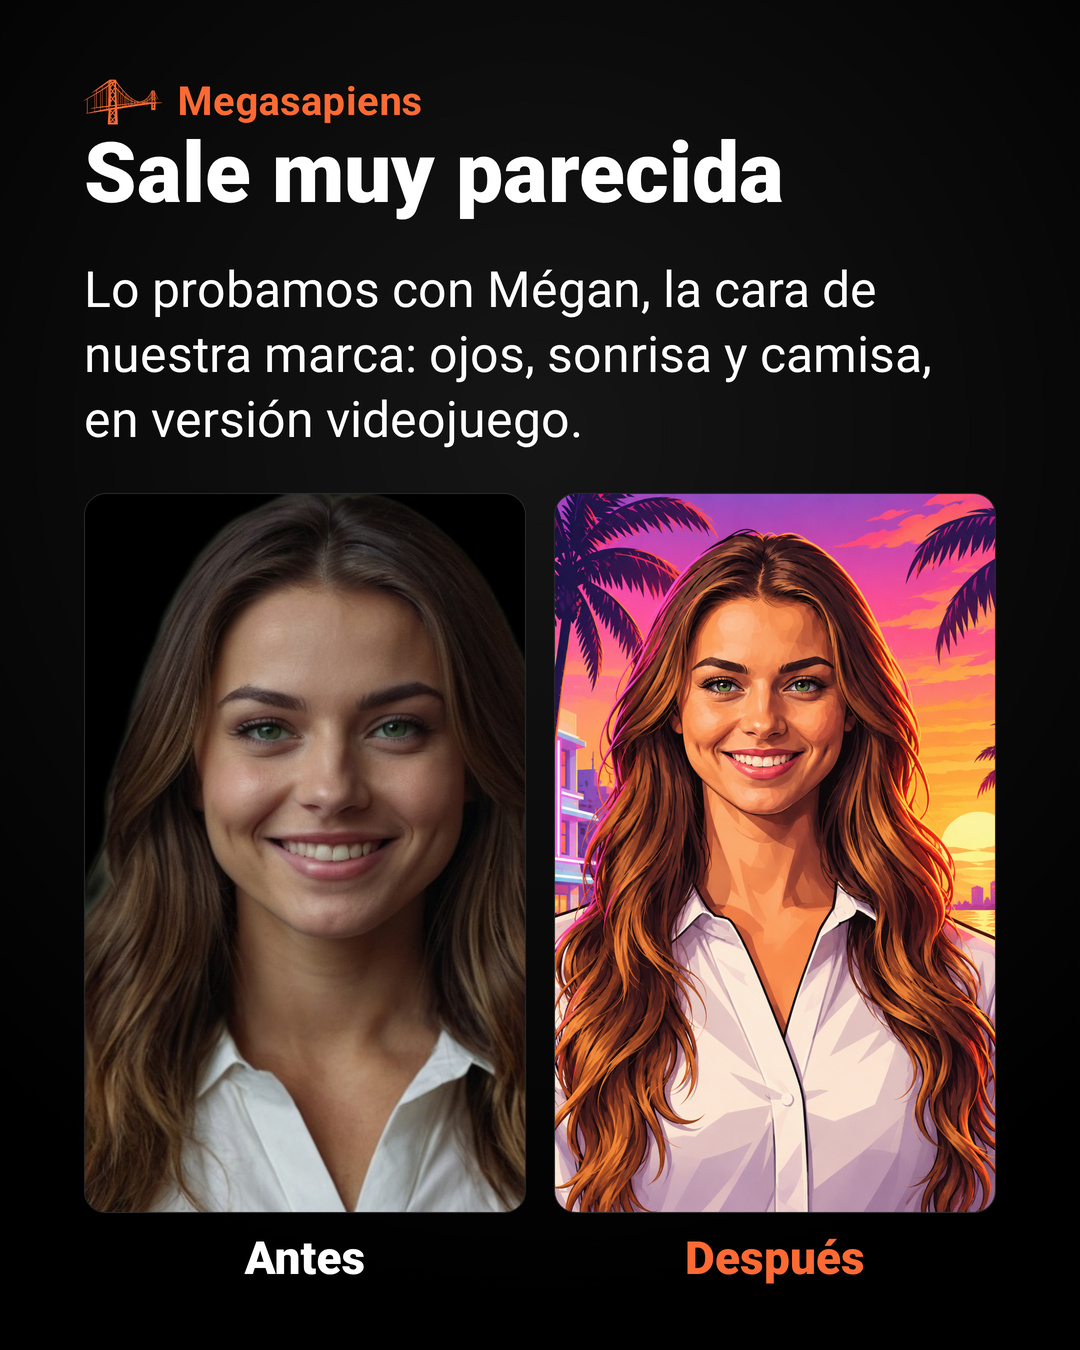 Megasapiens
Sale muy parecida
Lo probamos con Mégan, la cara de
nuestra marca: ojos, sonrisa y camisa,
en versión videojuego.
Antes
Después